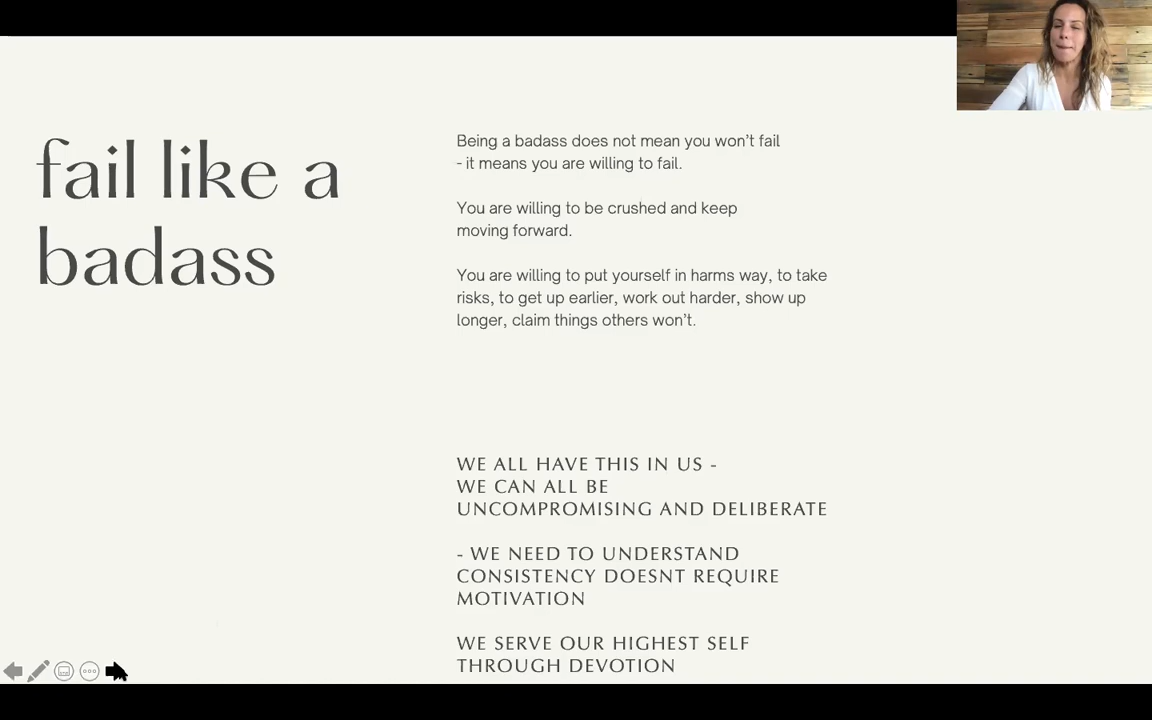 fail like a
badass
Being a badass does not mean you won’t fail
- it means you are willing to fail.
You are willing to be crushed and keep
moving forward.
You are willing to put yourself in harms way, to take
risks, to get up earlier, work out harder, show up
longer, claim things others won’t.
WE ALL HAVE THIS IN US -
WE CAN ALL BE
UNCOMPROMISING AND DELIBERATE
- WE NEED TO UNDERSTAND
CONSISTENCY DOESNT REQUIRE
MOTIVATION
WE SERVE OUR HIGHEST SELF
THROUGH DEVOTION